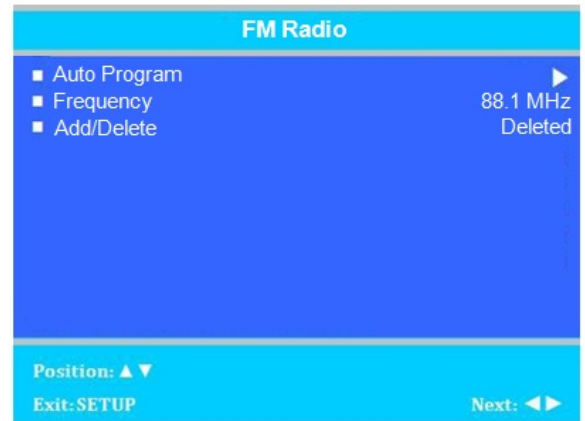 FM Radio
■ Auto Program ▶
■ Frequency 88.1 MHz
■ Add/Delete Deleted
Position: ▲ ▼
Exit: SETUP Next: ◀ ▶